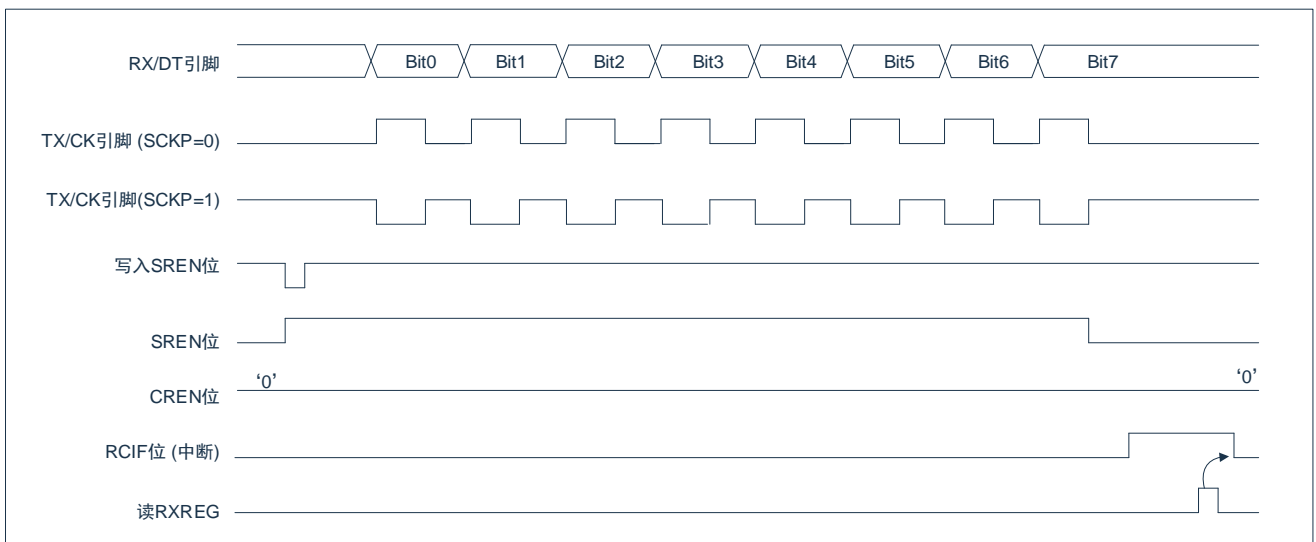 RX/DT引脚 Bit0 Bit1 Bit2 Bit3 Bit4 Bit5 Bit6 Bit7
TX/CK引脚 (SCKP=0)
TX/CK引脚(SCKP=1)
写入SREN位
SREN位
‘0’ ‘0’
CREN位
RCIF位 (中断)
读RXREG